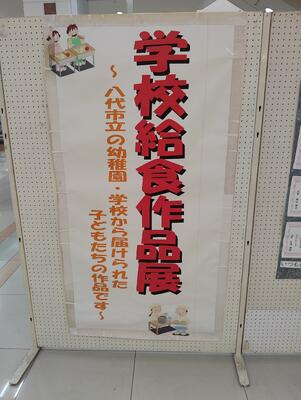 学校給食作品展
～八代市立の幼稚園・学校から届けられた
子どもたちの作品です～